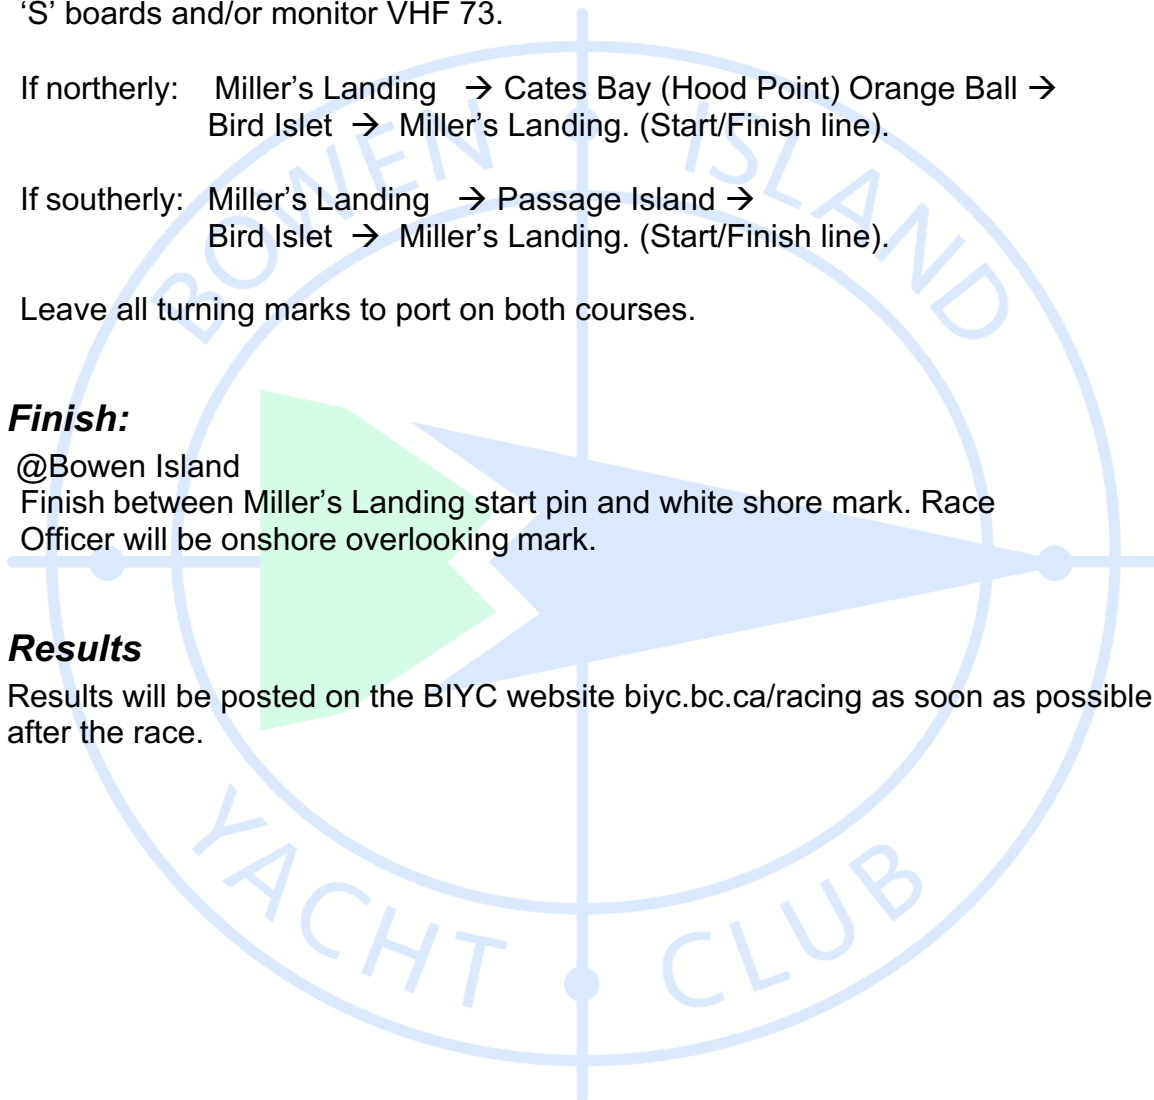 ‘S’ boards and/or monitor VHF 73.
If northerly: Miller’s Landing → Cates Bay (Hood Point) Orange Ball →
Bird Islet → Miller’s Landing. (Start/Finish line).
If southerly: Miller’s Landing → Passage Island →
Bird Islet → Miller’s Landing. (Start/Finish line).
Leave all turning marks to port on both courses.
Finish:
@Bowen Island
Finish between Miller’s Landing start pin and white shore mark. Race
Officer will be onshore overlooking mark.
Results
Results will be posted on the BIYC website biyc.bc.ca/racing as soon as possible
after the race.
BOWEN ISLAND
YACHT CLUB